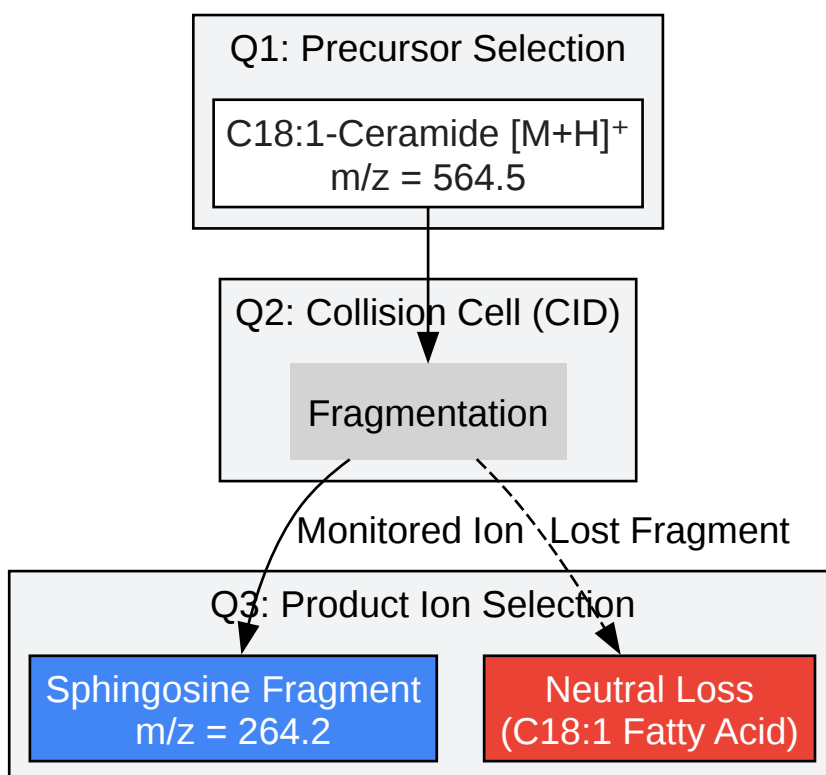 Q1: Precursor Selection
C18:1-Ceramide [M+H]⁺
m/z = 564.5
Q2: Collision Cell (CID)
Fragmentation
Monitored Ion
Lost Fragment
Q3: Product Ion Selection
Sphingosine Fragment
m/z = 264.2
Neutral Loss
(C18:1 Fatty Acid)